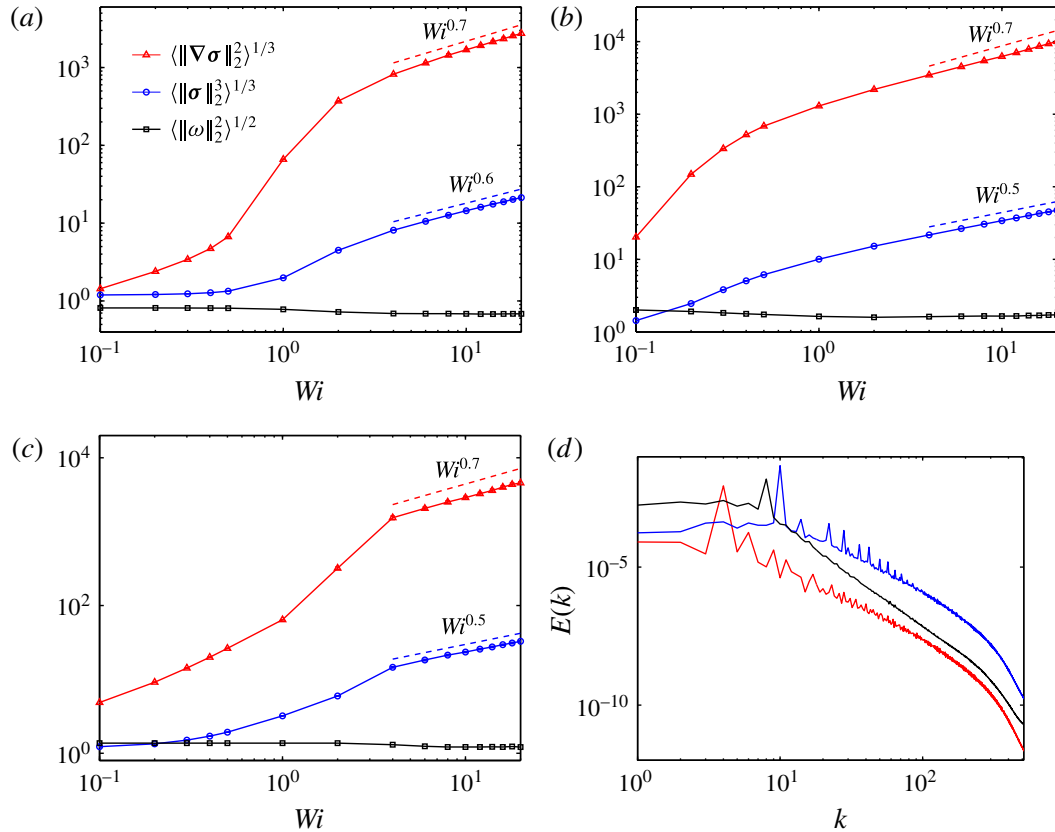 (a)
10³
10²
10¹
10⁰
⟨‖∇σ‖₂²⟩^{1/3}
⟨‖σ‖₂³⟩^{1/3}
⟨‖ω‖₂²⟩^{1/2}
Wi^{0.7}
Wi^{0.6}
10⁻¹ 10⁰ 10¹
Wi
(b)
10⁴
10³
10²
10¹
10⁰
Wi^{0.7}
Wi^{0.5}
10⁻¹ 10⁰ 10¹
Wi
(c)
10⁴
10²
10⁰
Wi^{0.7}
Wi^{0.5}
10⁻¹ 10⁰ 10¹
Wi
(d)
E(k)
10⁻⁵
10⁻¹⁰
10⁰ 10¹ 10²
k